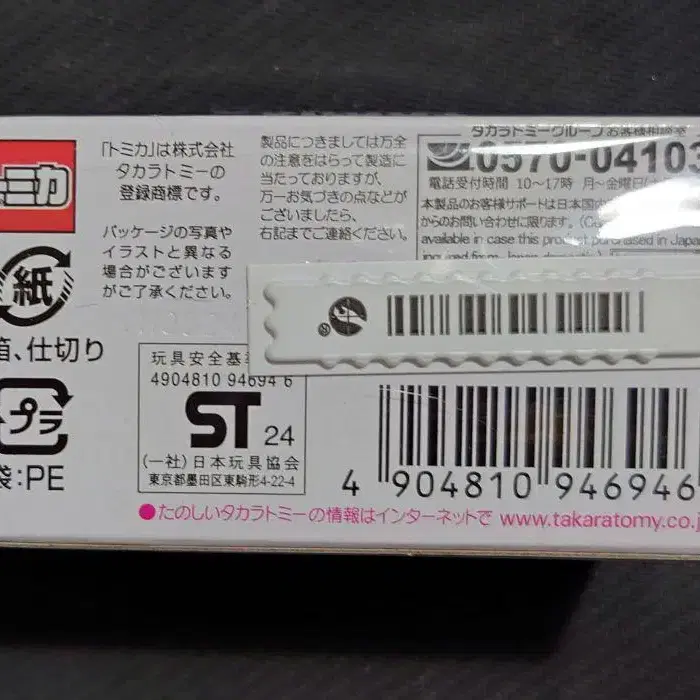 トミカ
「トミカ」は株式会社
タカラトミーの
登録商標です。
パッケージの写真や
イラストと異なる
場合がございます
がご了承ください。
製品につきましては万全
の注意をはらって製造に
当たっておりますが、
万一お気づきの点などが
ございましたら、
右記までご連絡ください。
タカラトミーグループお客様相談室
0570-04103
電話受付時間 10〜17時 月〜金曜日
本製品のお客様サポートは日本国
からのお問い合わせに限ります。
available in case this product purchased in Japa
紙
箱、仕切り
プラ
袋:PE
玩具安全基準
4904810 94694 6
ST 24
(一社)日本玩具協会
東京都墨田区東駒形4-22-4
®
4 904810 946946
●たのしいタカラトミーの情報はインターネットで www.takaratomy.co.j